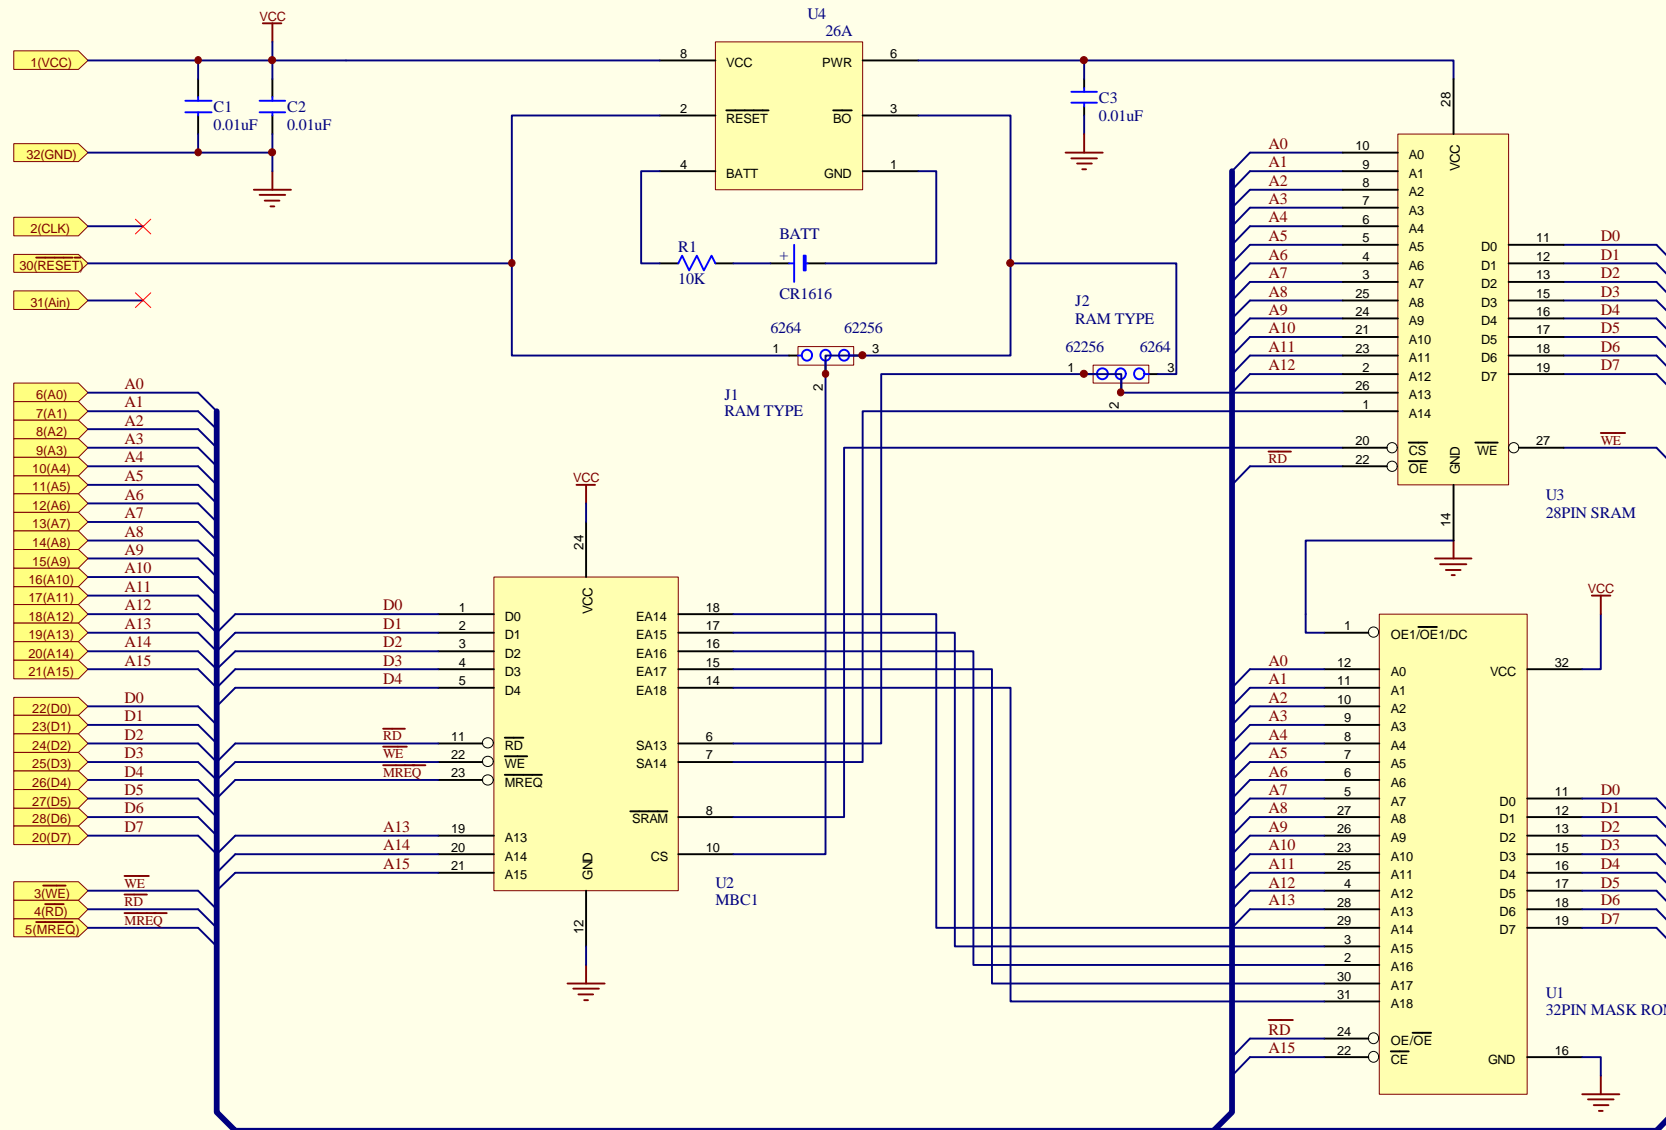 VCC
1(VCC)
C1
0.01uF
C2
0.01uF
32(GND)
2(CLK)
30(RESET)
31(Ain)
U4
26A
8
VCC
PWR
6
2
RESET
BO
3
4
BATT
GND
1
R1
10K
BATT
+
CR1616
C3
0.01uF
6264
62256
1
3
2
J1
RAM TYPE
J2
RAM TYPE
62256
6264
1
3
2
28
VCC
A0 10 A0
A1 9 A1
A2 8 A2
A3 7 A3
A4 6 A4
A5 5 A5
A6 4 A6
A7 3 A7
A8 25 A8
A9 24 A9
A10 21 A10
A11 23 A11
A12 2 A12
26 A13
1 A14
20 CS
RD 22 OE
D0 11 D0
D1 12 D1
D2 13 D2
D3 15 D3
D4 16 D4
D5 17 D5
D6 18 D6
D7 19 D7
WE 27 WE
GND
14
U3
28PIN SRAM
6(A0) A0
7(A1) A1
8(A2) A2
9(A3) A3
10(A4) A4
11(A5) A5
12(A6) A6
13(A7) A7
14(A8) A8
15(A9) A9
16(A10) A10
17(A11) A11
18(A12) A12
19(A13) A13
20(A14) A14
21(A15) A15
22(D0) D0
23(D1) D1
24(D2) D2
25(D3) D3
26(D4) D4
27(D5) D5
28(D6) D6
20(D7) D7
3(WE) WE
4(RD) RD
5(MREQ) MREQ
VCC
24
VCC
D0 1 D0
D1 2 D1
D2 3 D2
D3 4 D3
D4 5 D4
RD 11 RD
WE 22 WE
MREQ 23 MREQ
A13 19 A13
A14 20 A14
A15 21 A15
EA14 18
EA15 17
EA16 16
EA17 15
EA18 14
SA13 6
SA14 7
SRAM 8
CS 10
GND
12
U2
MBC1
VCC
1 OE1/OE1/DC
VCC 32
A0 12 A0
A1 11 A1
A2 10 A2
A3 9 A3
A4 8 A4
A5 7 A5
A6 6 A6
A7 5 A7
A8 27 A8
A9 26 A9
A10 23 A10
A11 25 A11
A12 4 A12
A13 28 A13
29 A14
3 A15
2 A16
30 A17
31 A18
RD 24 OE/OE
A15 22 CE
D0 11 D0
D1 12 D1
D2 13 D2
D3 15 D3
D4 16 D4
D5 17 D5
D6 18 D6
D7 19 D7
GND 16
U1
32PIN MASK RO